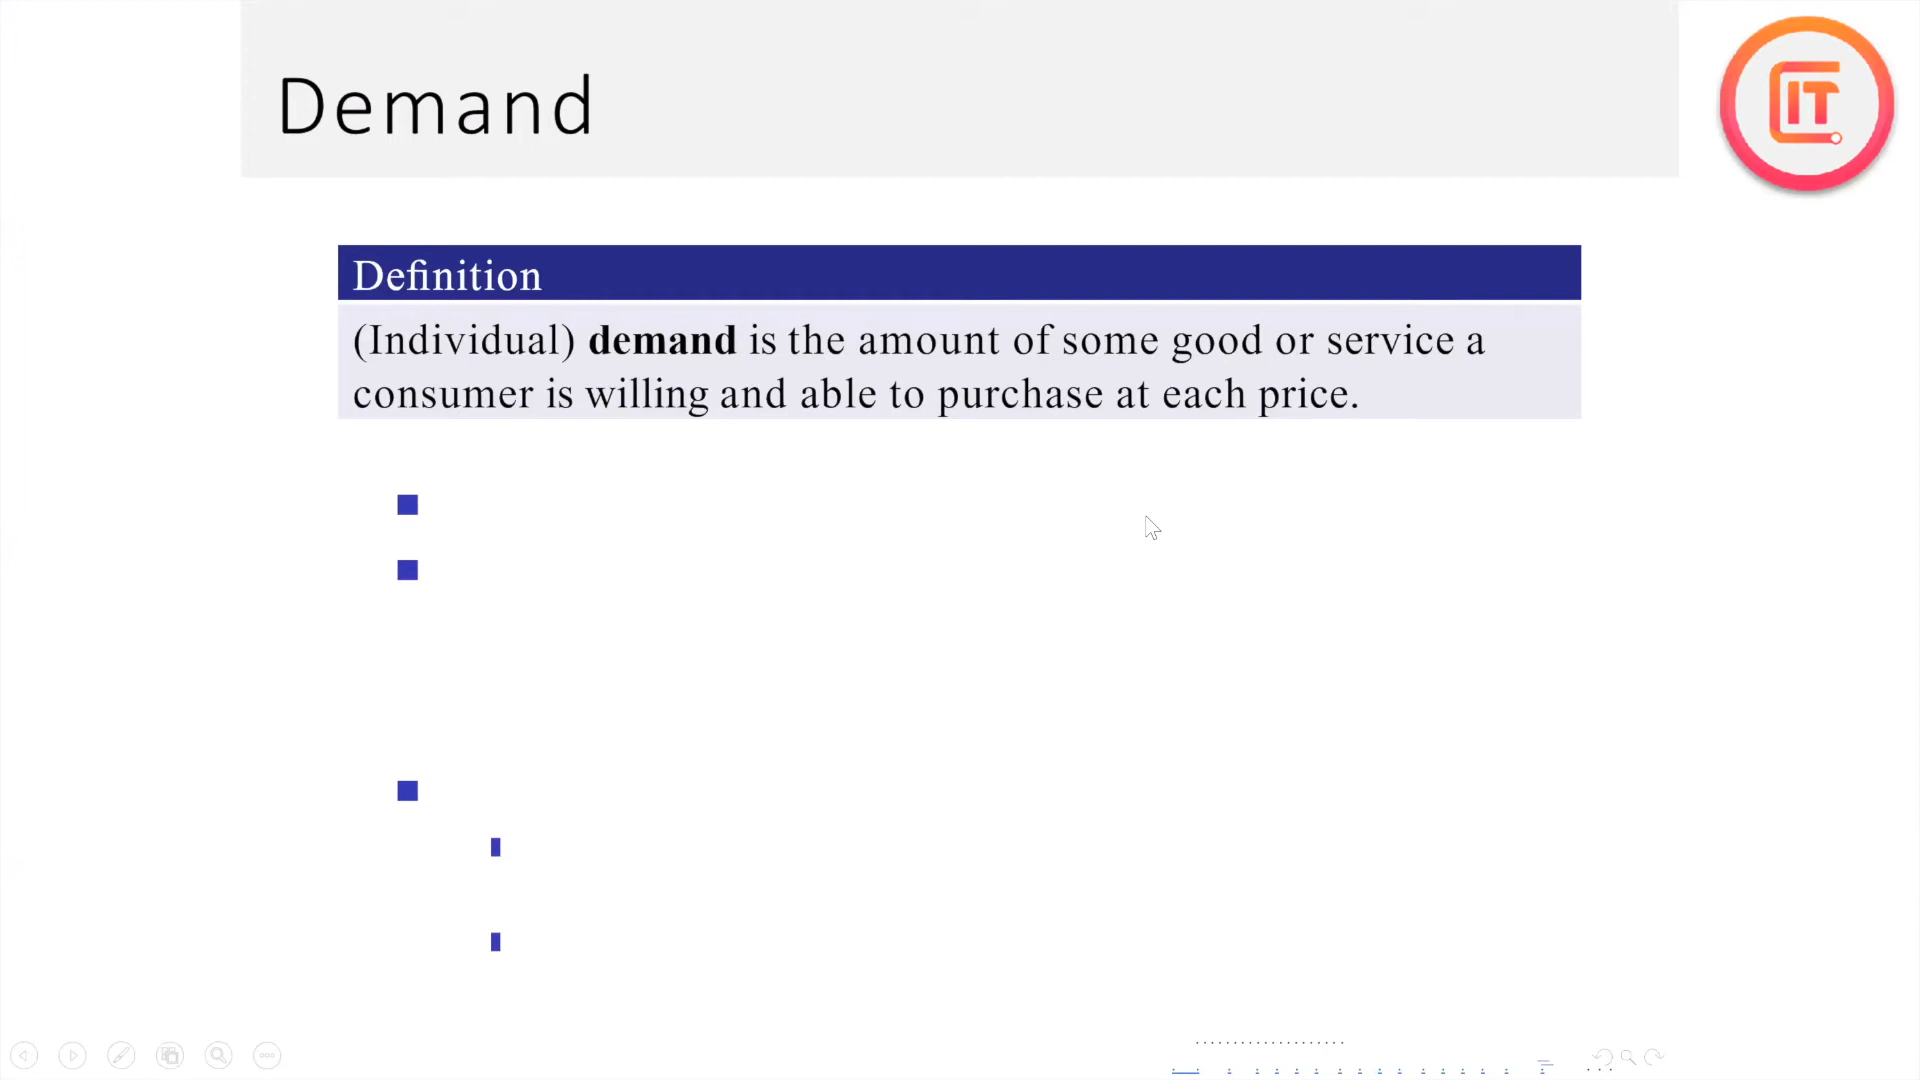 Demand
IT
Definition
(Individual) demand is the amount of some good or service a
consumer is willing and able to purchase at each price.